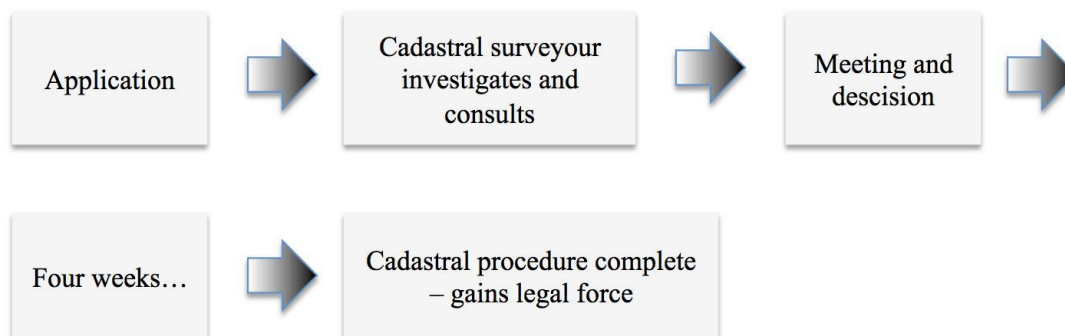 Application
Cadastral surveyour
investigates and
consults
Meeting and
descision
Four weeks…
Cadastral procedure complete
– gains legal force